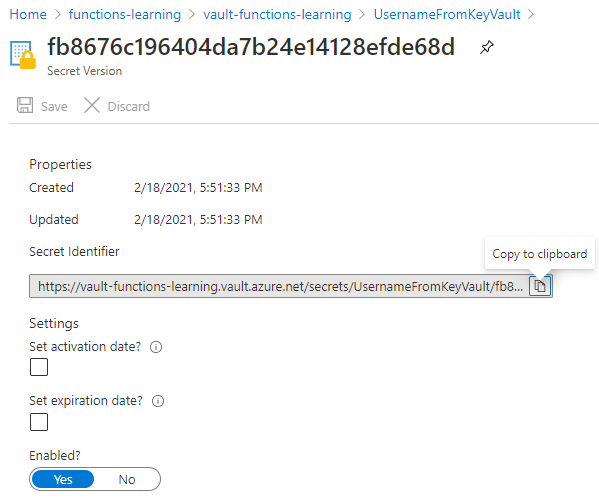 Home > functions-learning > vault-functions-learning > UsernameFromKeyVault >
fb8676c196404da7b24e14128efde68d
Secret Version
Save Discard
Properties
Created 2/18/2021, 5:51:33 PM
Updated 2/18/2021, 5:51:33 PM
Secret Identifier
Copy to clipboard
https://vault-functions-learning.vault.azure.net/secrets/UsernameFromKeyVault/fb8...
Settings
Set activation date?
Set expiration date?
Enabled?
Yes No